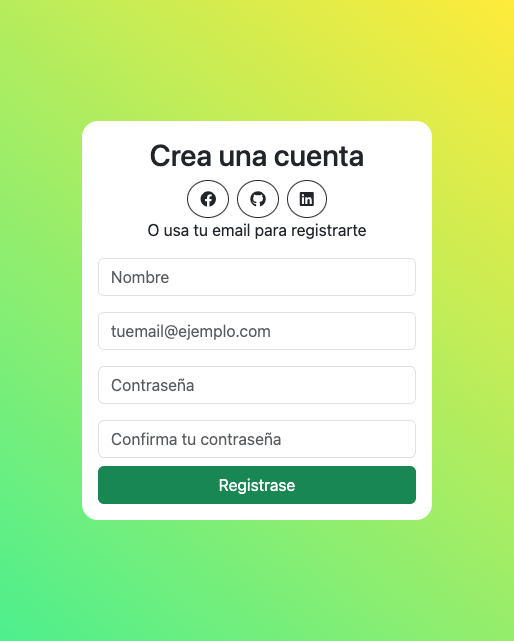 Crea una cuenta
O usa tu email para registrarte
Nombre
tuemail@ejemplo.com
Contraseña
Confirma tu contraseña
Registrase